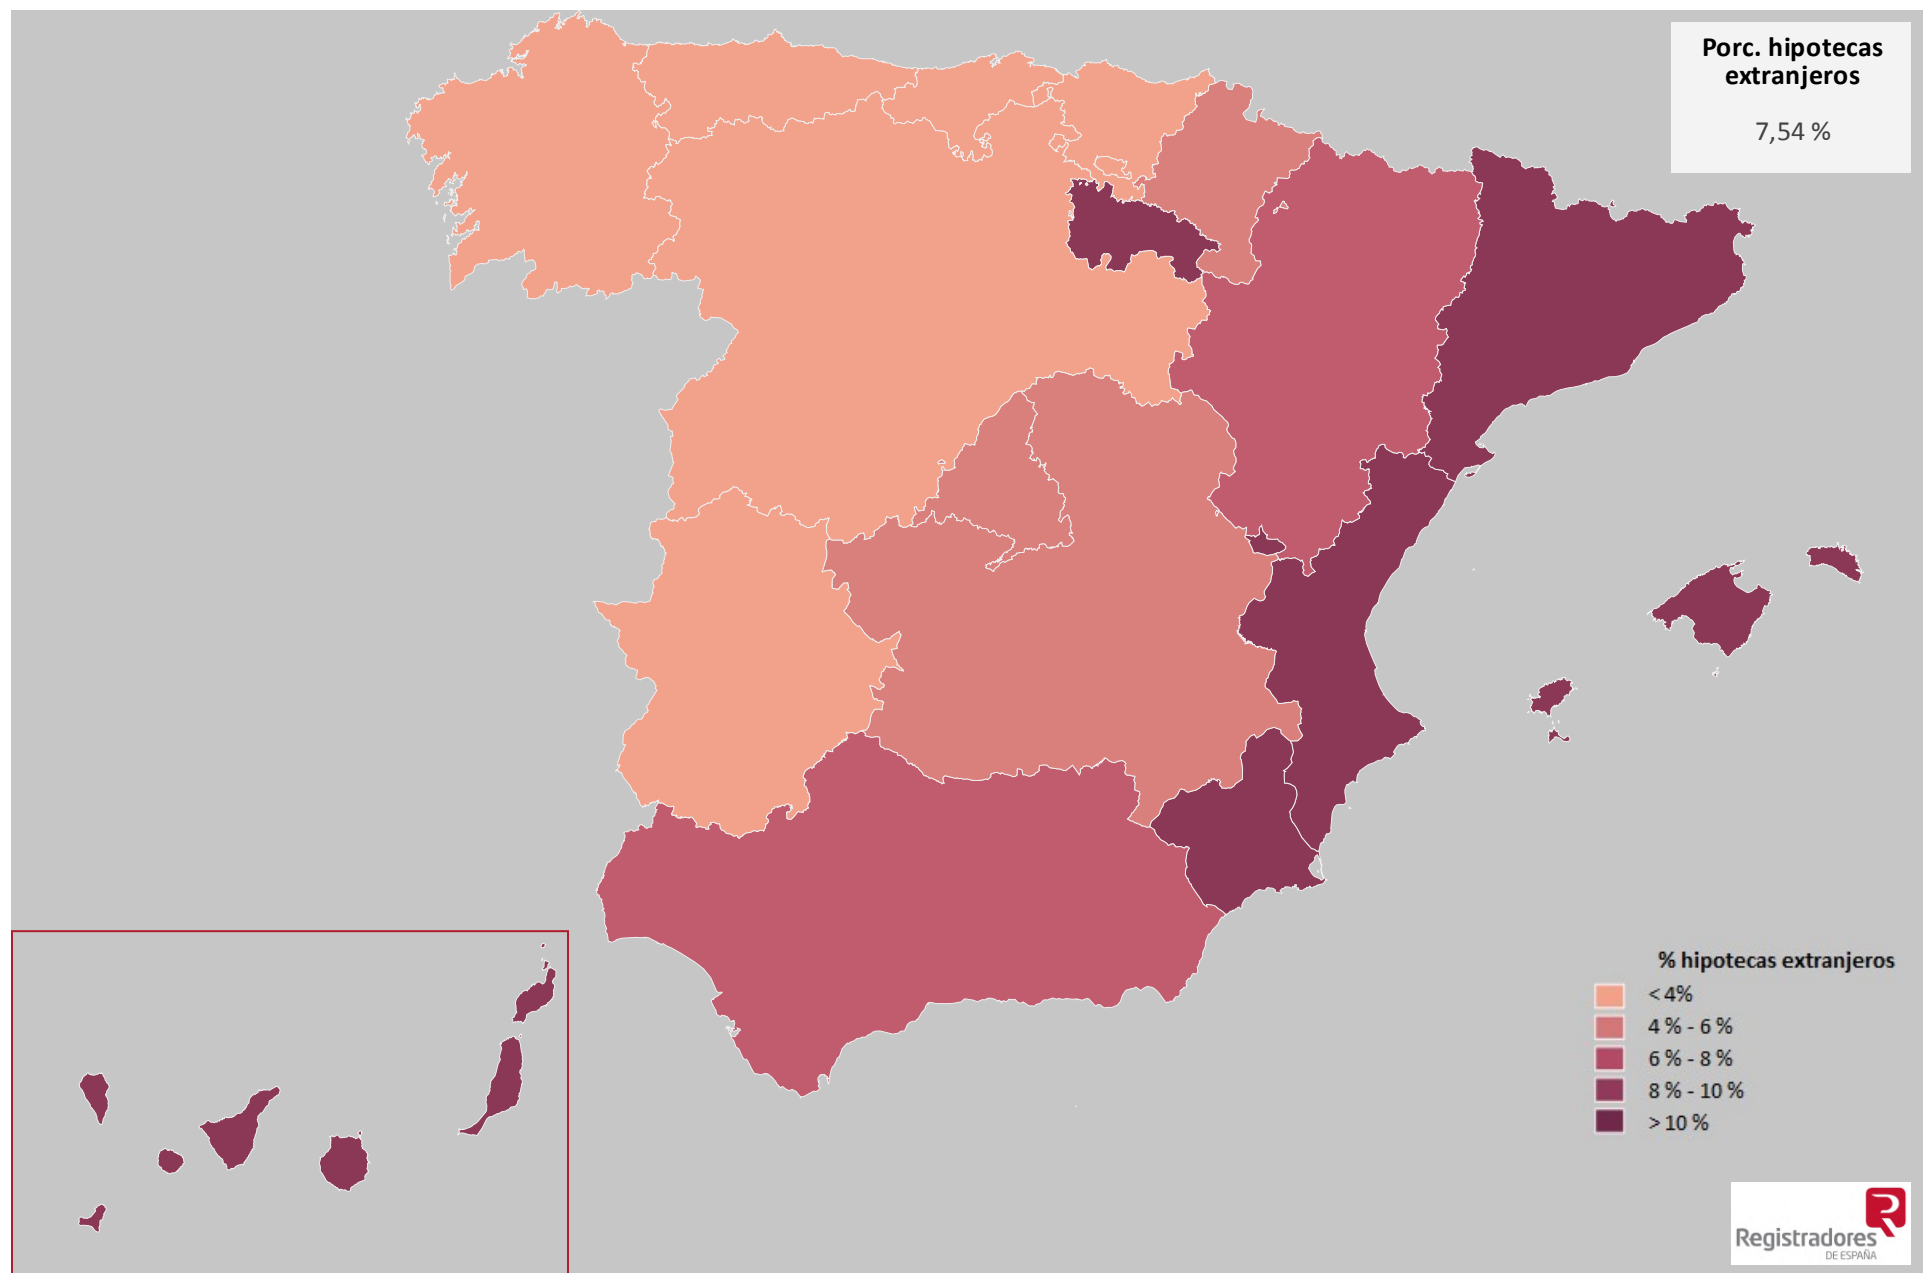 Porc. hipotecas
extranjeros
7,54 %
% hipotecas extranjeros
< 4%
4 % - 6 %
6 % - 8 %
8 % - 10 %
> 10 %
Registradores
DE ESPAÑA